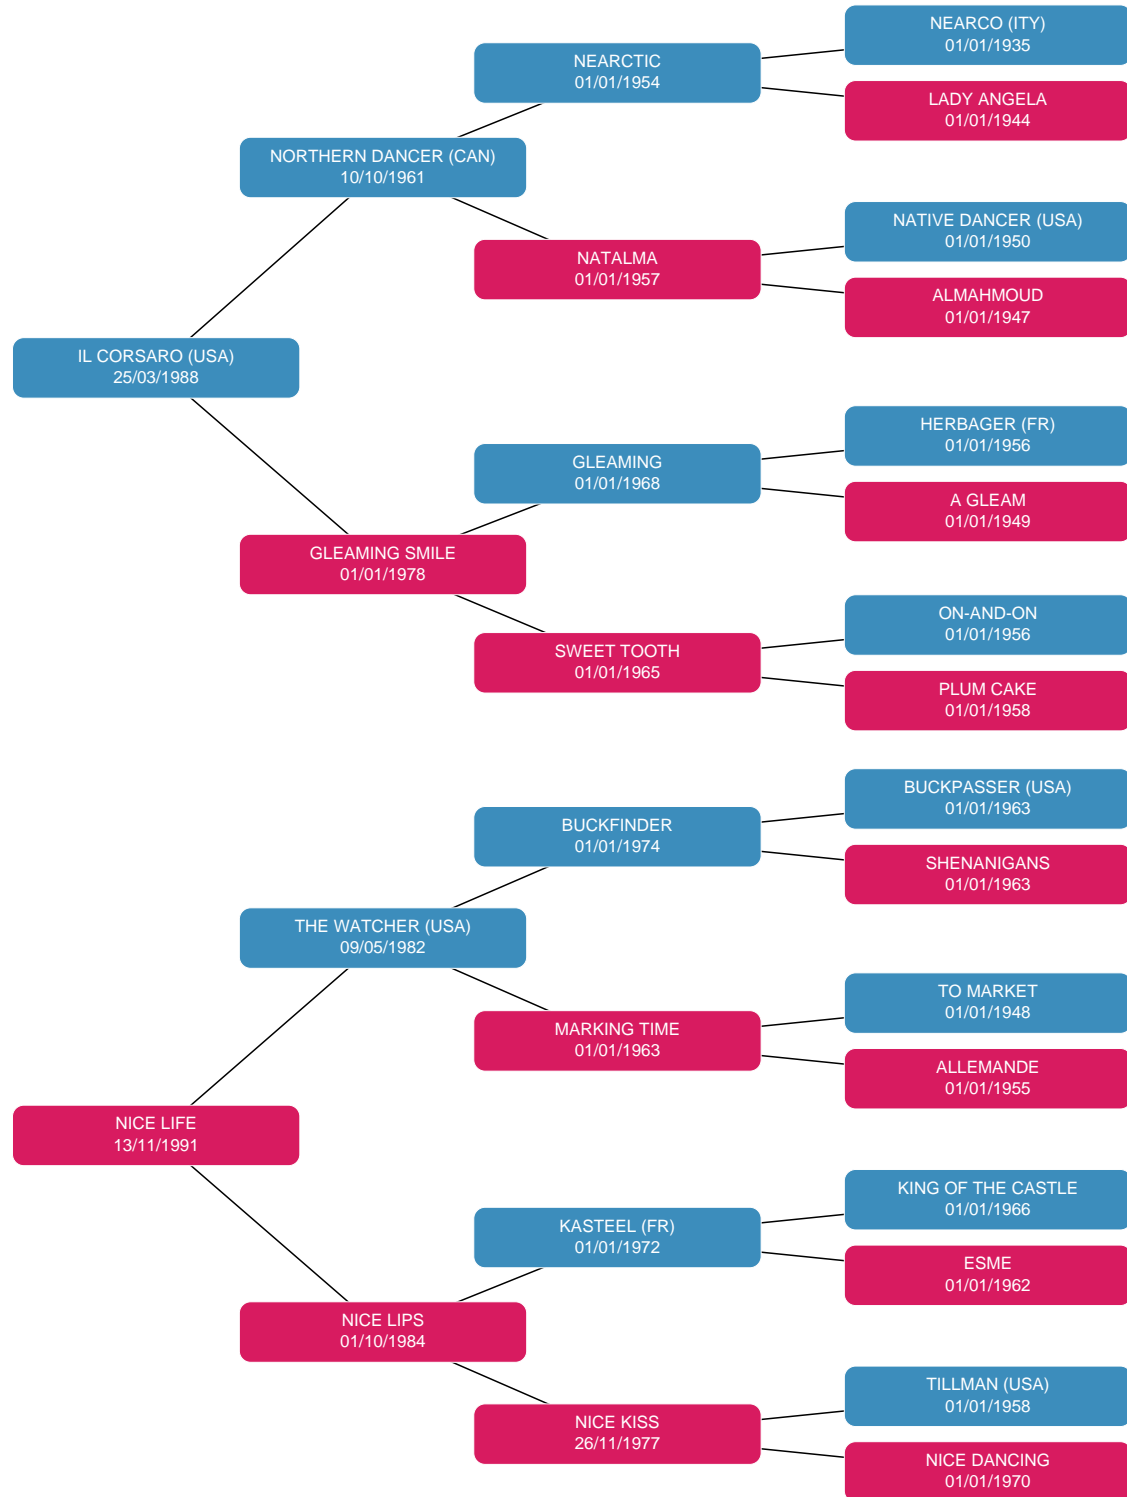 NEARCO (ITY)
01/01/1935
NEARCTIC
01/01/1954
LADY ANGELA
01/01/1944
NORTHERN DANCER (CAN)
10/10/1961
NATIVE DANCER (USA)
01/01/1950
NATALMA
01/01/1957
ALMAHMOUD
01/01/1947
IL CORSARO (USA)
25/03/1988
HERBAGER (FR)
01/01/1956
GLEAMING
01/01/1968
A GLEAM
01/01/1949
GLEAMING SMILE
01/01/1978
ON-AND-ON
01/01/1956
SWEET TOOTH
01/01/1965
PLUM CAKE
01/01/1958
BUCKPASSER (USA)
01/01/1963
BUCKFINDER
01/01/1974
SHENANIGANS
01/01/1963
THE WATCHER (USA)
09/05/1982
TO MARKET
01/01/1948
MARKING TIME
01/01/1963
ALLEMANDE
01/01/1955
NICE LIFE
13/11/1991
KING OF THE CASTLE
01/01/1966
KASTEEL (FR)
01/01/1972
ESME
01/01/1962
NICE LIPS
01/10/1984
TILLMAN (USA)
01/01/1958
NICE KISS
26/11/1977
NICE DANCING
01/01/1970